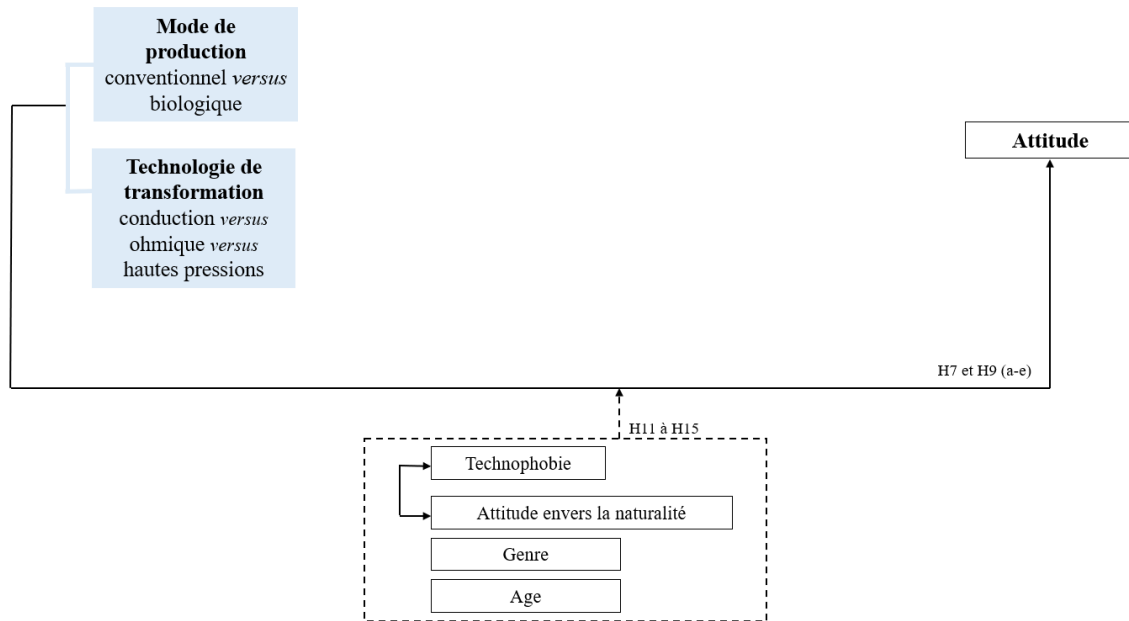 Mode de
production
conventionnel versus
biologique
Technologie de
transformation
conduction versus
ohmique versus
hautes pressions
Attitude
H7 et H9 (a-e)
H11 à H15
Technophobie
Attitude envers la naturalité
Genre
Age